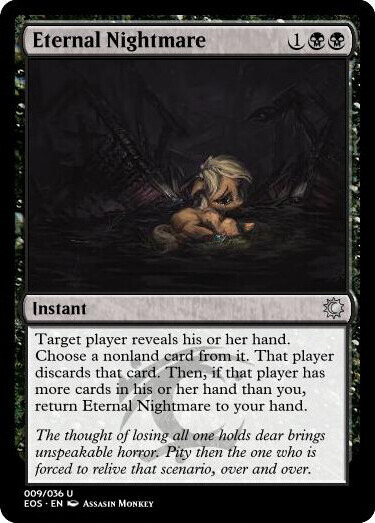 Eternal Nightmare 1
Instant
Target player reveals his or her hand.
Choose a nonland card from it. That player
discards that card. Then, if that player has
more cards in his or her hand than you,
return Eternal Nightmare to your hand.
The thought of losing all one holds dear brings
unspeakable horror. Pity then the one who is
forced to relive that scenario, over and over.
009/036 U
EOS · EN Assasin Monkey